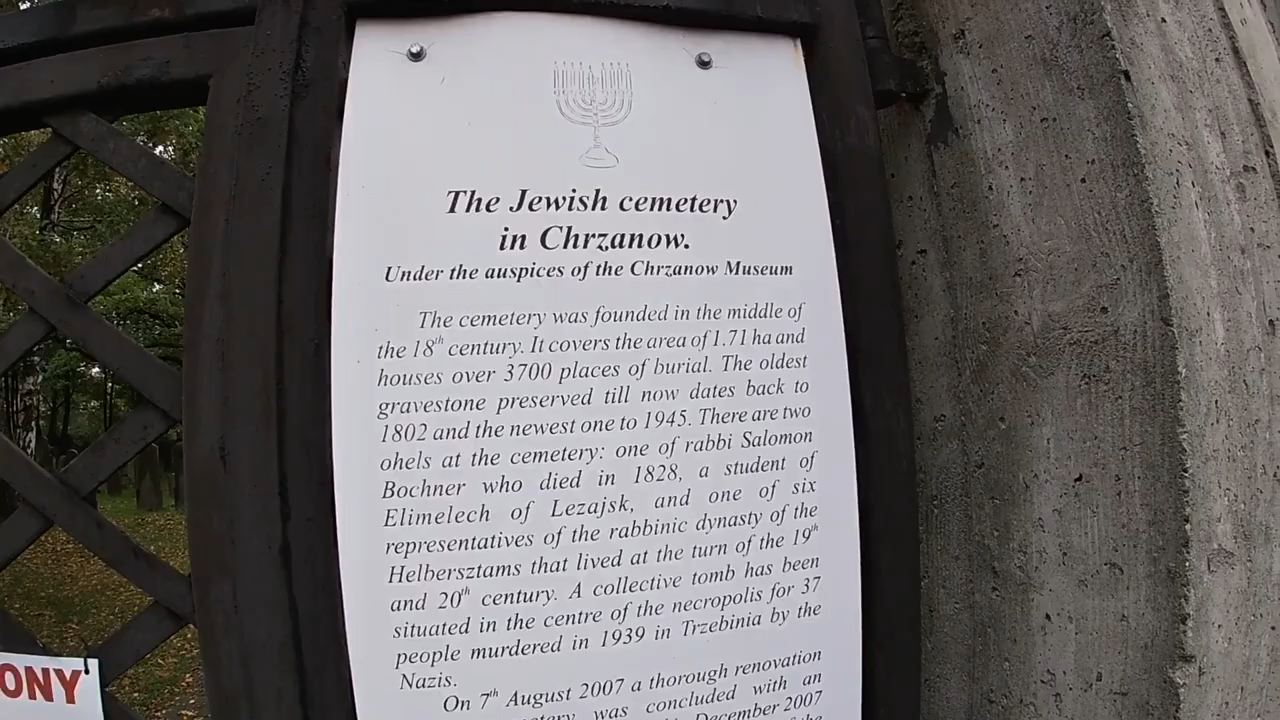 The Jewish cemetery
in Chrzanow.
Under the auspices of the Chrzanow Museum
The cemetery was founded in the middle of
the 18th century. It covers the area of 1.71 ha and
houses over 3700 places of burial. The oldest
gravestone preserved till now dates back to
1802 and the newest one to 1945. There are two
ohels at the cemetery: one of rabbi Salomon
Bochner who died in 1828, a student of
Elimelech of Lezajsk, and one of six
representatives of the rabbinic dynasty of the
Helbersztams that lived at the turn of the 19th
and 20th century. A collective tomb has been
situated in the centre of the necropolis for 37
people murdered in 1939 in Trzebinia by the
Nazis.
On 7th August 2007 a thorough renovation
was concluded with an
December 2007
of the
ONY